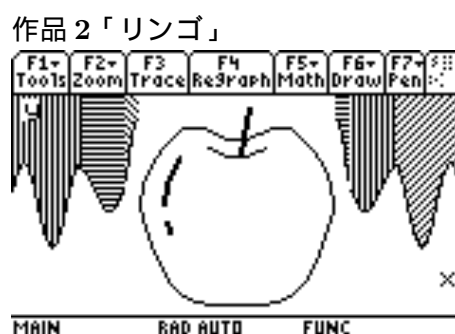 作品2「リンゴ」
F1▾ F2▾ F3 F4 F5▾ F6▾ F7▾
Tools Zoom Trace ReGraph Math Draw Pen
MAIN RAD AUTO FUNC